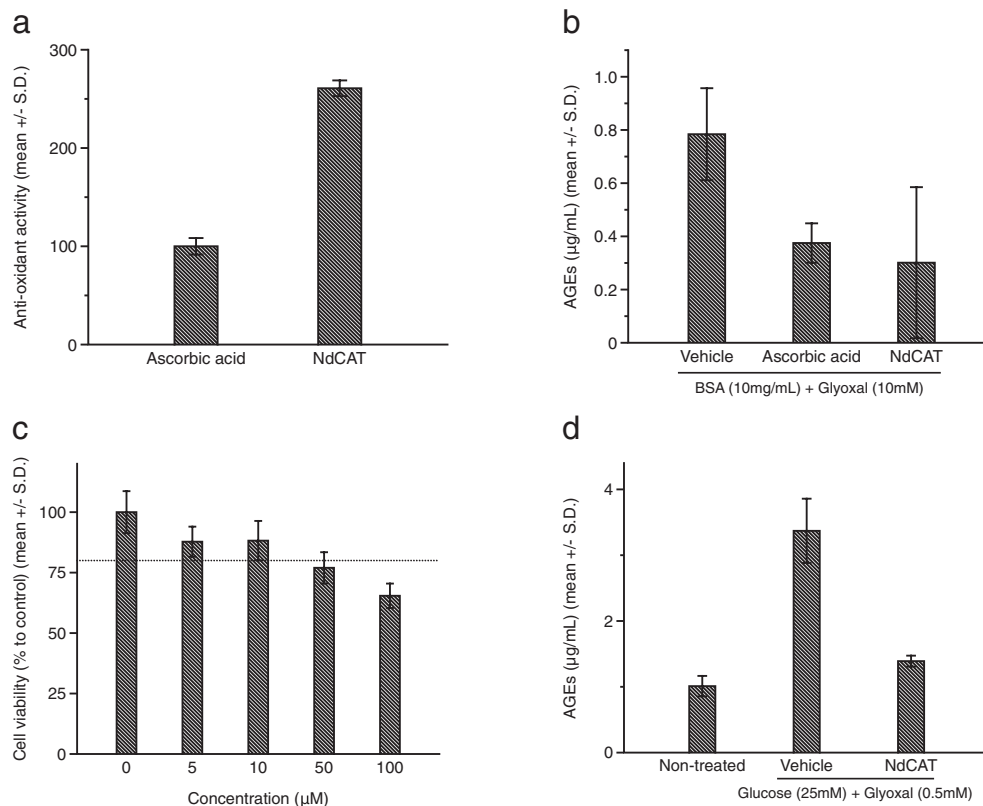 a
Anti-oxidant activity (mean +/- S.D.)
300
200
100
0
Ascorbic acid
NdCAT
b
AGEs (µg/mL) (mean +/- S.D.)
1.0
0.8
0.6
0.4
0.2
0
Vehicle
Ascorbic acid
NdCAT
BSA (10mg/mL) + Glyoxal (10mM)
c
Cell viability (% to control) (mean +/- S.D.)
100
75
50
25
0
0
5
10
50
100
Concentration (µM)
d
AGEs (µg/mL) (mean +/- S.D.)
4
2
0
Non-treated
Vehicle
NdCAT
Glucose (25mM) + Glyoxal (0.5mM)